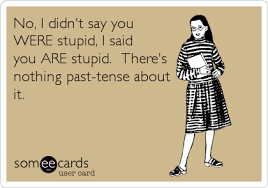 No, I didn't say you
WERE stupid, I said
you ARE stupid.  There's
nothing past-tense about
it.
someecards
user card